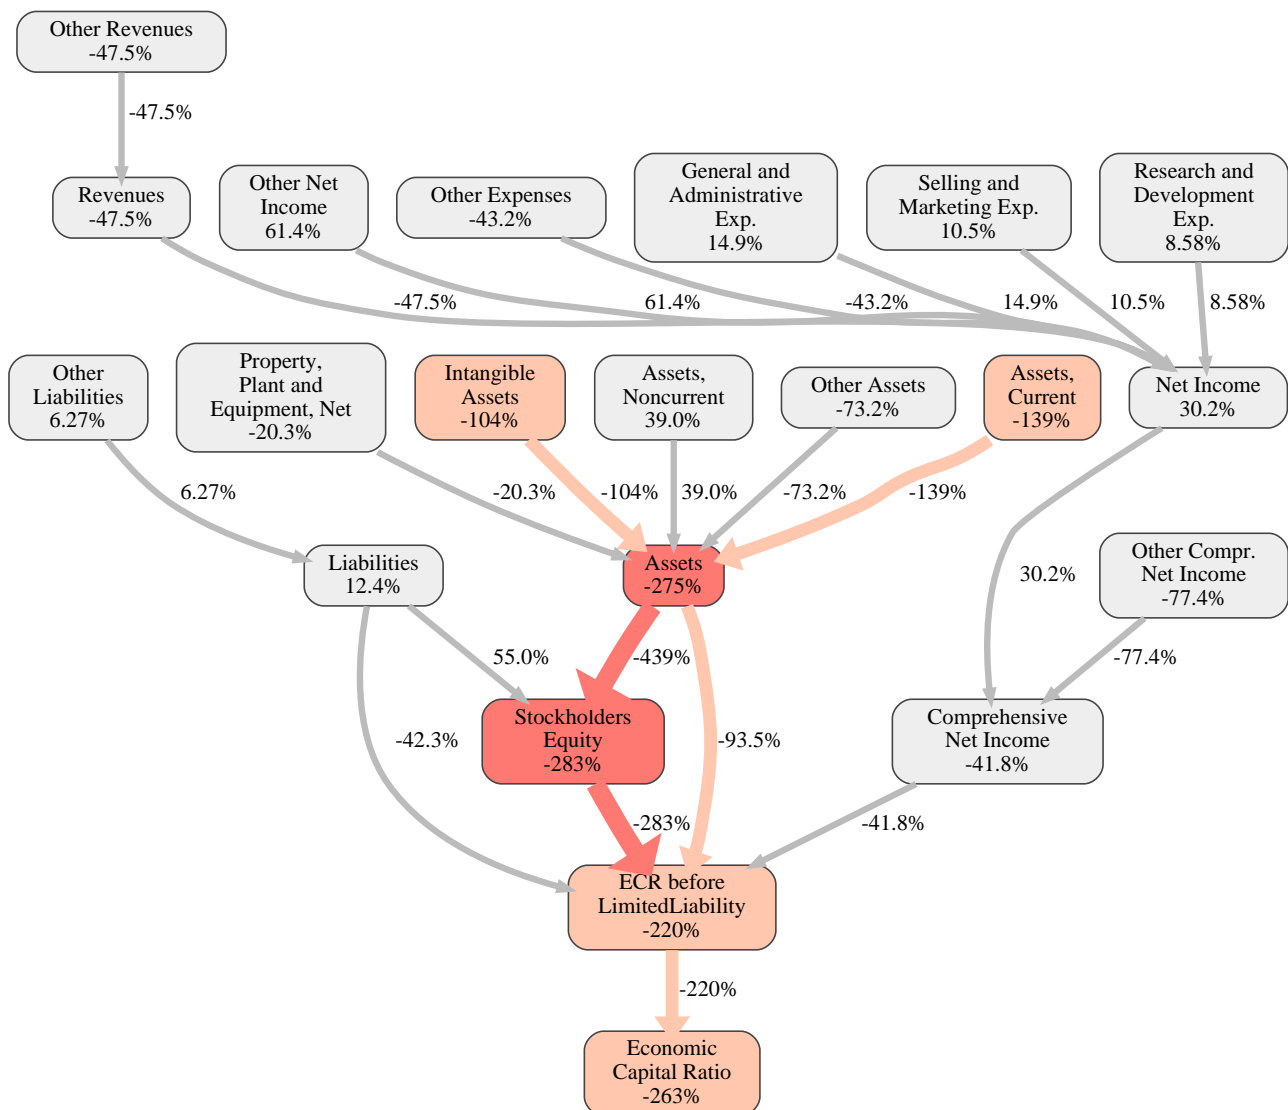 Other Revenues
-47.5%
-47.5%
Revenues
-47.5%
Other Net
Income
61.4%
Other Expenses
-43.2%
General and
Administrative
Exp.
14.9%
Selling and
Marketing Exp.
10.5%
Research and
Development
Exp.
8.58%
-47.5%
61.4%
-43.2%
14.9%
10.5%
8.58%
Other
Liabilities
6.27%
Property,
Plant and
Equipment, Net
-20.3%
Intangible
Assets
-104%
Assets,
Noncurrent
39.0%
Other Assets
-73.2%
Assets,
Current
-139%
Net Income
30.2%
6.27%
-20.3%
-104%
39.0%
-73.2%
-139%
Liabilities
12.4%
Assets
-275%
30.2%
Other Compr.
Net Income
-77.4%
55.0%
-439%
-77.4%
Stockholders
Equity
-283%
-42.3%
-93.5%
Comprehensive
Net Income
-41.8%
-283%
-41.8%
ECR before
LimitedLiability
-220%
-220%
Economic
Capital Ratio
-263%